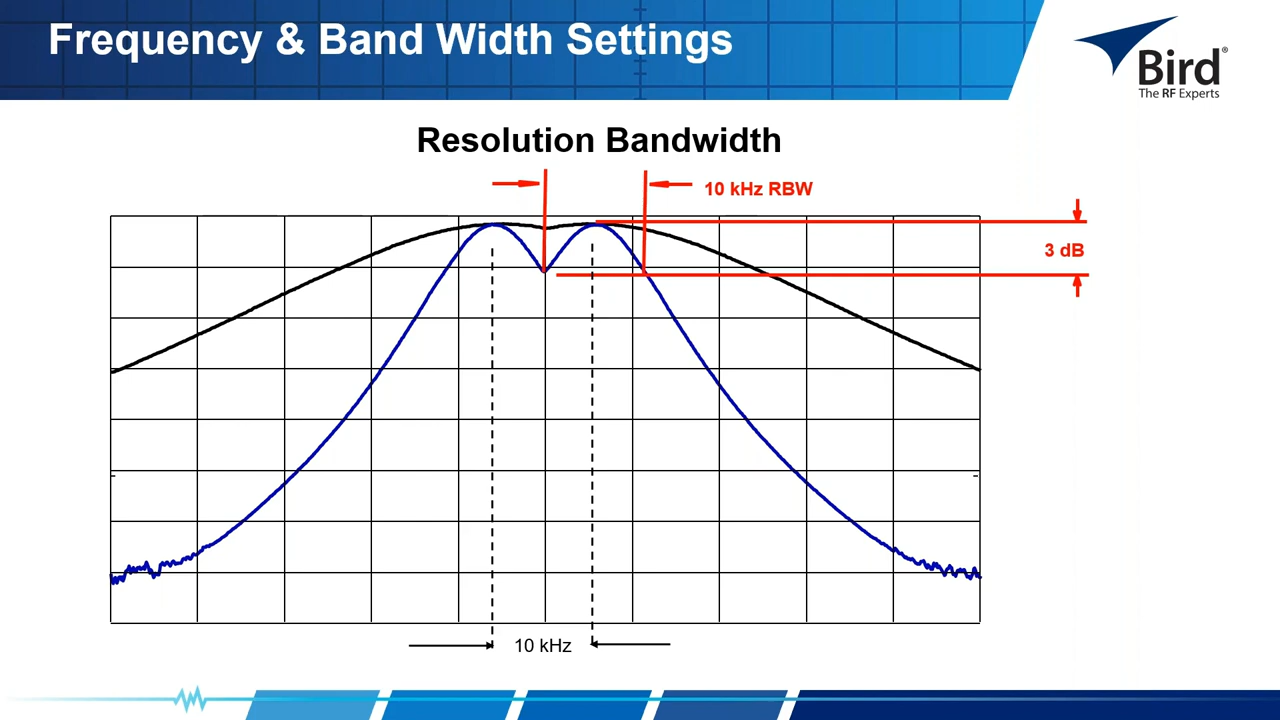 Frequency & Band Width Settings
Bird®
The RF Experts
Resolution Bandwidth
10 kHz RBW
3 dB
10 kHz